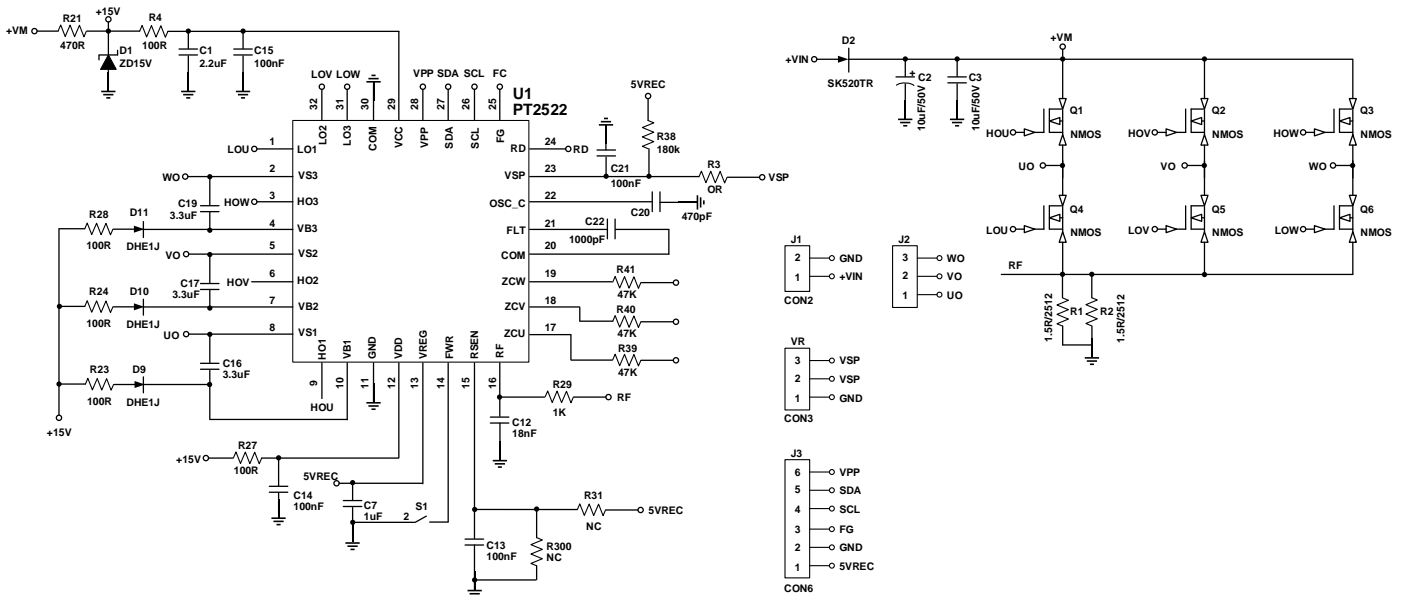 +15V
+VM
R21
470R
R4
100R
D1
ZD15V
C1
2.2uF
C15
100nF
LOV
LOW
VPP
SDA
SCL
FC
U1
PT2522
32
31
30
29
28
27
26
25
LO2
LO3
COM
VCC
VPP
SDA
SCL
FG
LOU
1
LO1
WO
2
VS3
HOW
3
HO3
4
VB3
VO
5
VS2
HOV
6
HO2
7
VB2
UO
8
VS1
C19
3.3uF
C17
3.3uF
C16
3.3uF
R28
100R
D11
DHE1J
R24
100R
D10
DHE1J
R23
100R
D9
DHE1J
+15V
HO1
VB1
GND
VDD
VREG
FWR
RSEN
RF
9
10
11
12
13
14
15
16
HOU
RD
24
RD
VSP
23
OSC_C
22
FLT
21
COM
20
ZCW
19
ZCV
18
ZCU
17
5VREC
R38
180k
C21
100nF
R3
OR
VSP
C20
470pF
C22
1000pF
R41
47K
R40
47K
R39
47K
R29
1K
RF
C12
18nF
+15V
R27
100R
C14
100nF
5VREC
C7
1uF
2
S1
C13
100nF
R300
NC
R31
NC
5VREC
+VIN
D2
SK520TR
+
C2
10uF/50V
C3
10uF/50V
+VM
Q1
NMOS
HOU
Q2
NMOS
HOV
Q3
NMOS
HOW
UO
VO
WO
Q4
NMOS
LOU
Q5
NMOS
LOV
Q6
NMOS
LOW
RF
R1
1.5R/2512
R2
1.5R/2512
J1
2 GND
1 +VIN
CON2
J2
3 WO
2 VO
1 UO
VR
3 VSP
2 VSP
1 GND
CON3
J3
6 VPP
5 SDA
4 SCL
3 FG
2 GND
1 5VREC
CON6